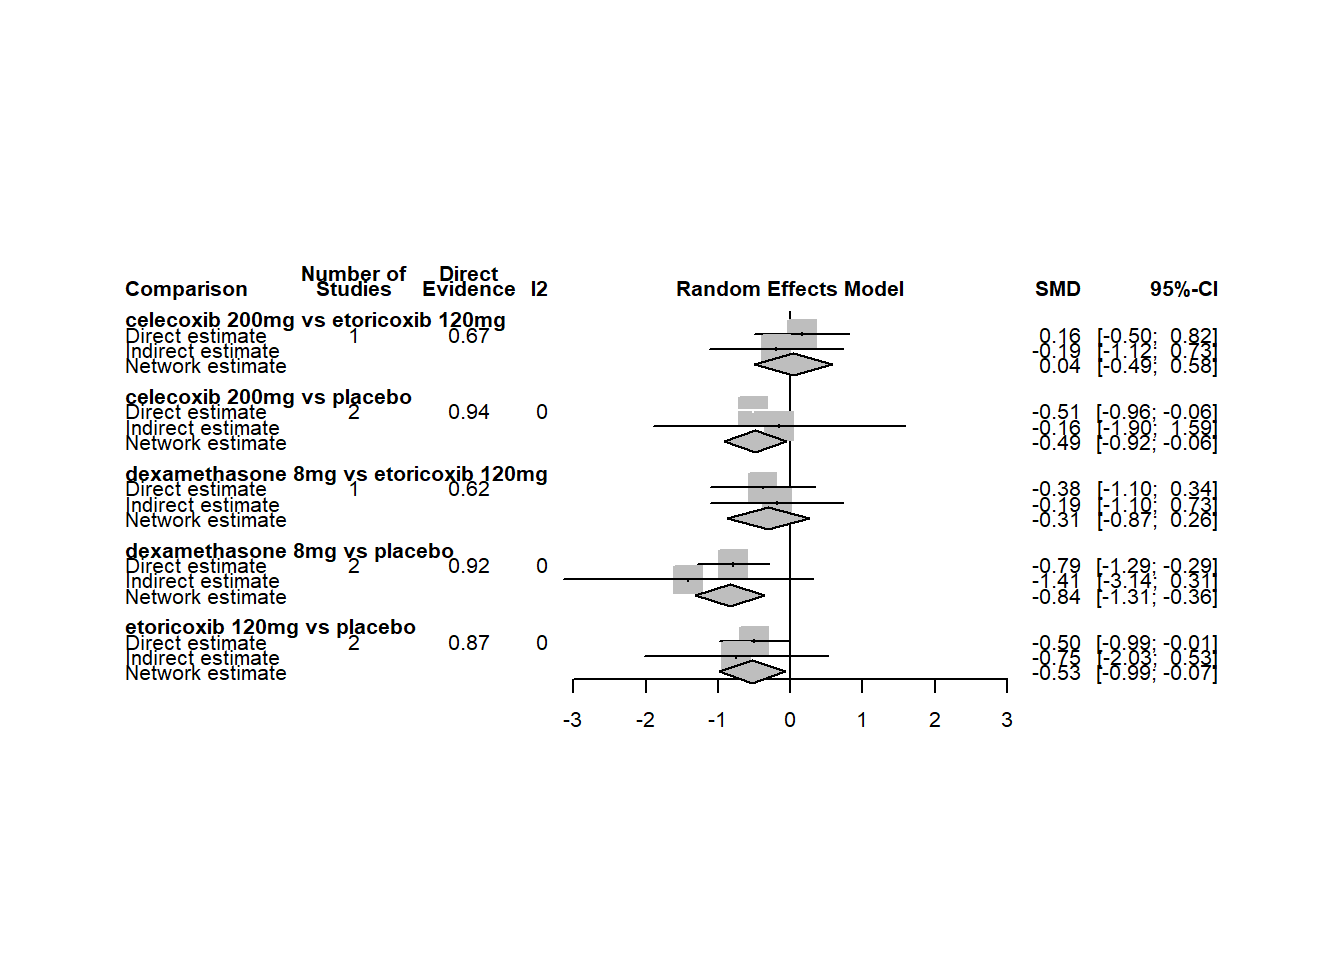 Number of Direct
Comparison Studies Evidence I2 Random Effects Model SMD 95%-CI
celecoxib 200mg vs etoricoxib 120mg
Direct estimate 1 0.67 0.16 [-0.50; 0.82]
Indirect estimate -0.19 [-1.12; 0.73]
Network estimate 0.04 [-0.49; 0.58]
celecoxib 200mg vs placebo
Direct estimate 2 0.94 0 -0.51 [-0.96; -0.06]
Indirect estimate -0.16 [-1.90; 1.59]
Network estimate -0.49 [-0.92; -0.06]
dexamethasone 8mg vs etoricoxib 120mg
Direct estimate 1 0.62 -0.38 [-1.10; 0.34]
Indirect estimate -0.19 [-1.10; 0.73]
Network estimate -0.31 [-0.87; 0.26]
dexamethasone 8mg vs placebo
Direct estimate 2 0.92 0 -0.79 [-1.29; -0.29]
Indirect estimate -1.41 [-3.14; 0.31]
Network estimate -0.84 [-1.31; -0.36]
etoricoxib 120mg vs placebo
Direct estimate 2 0.87 0 -0.50 [-0.99; -0.01]
Indirect estimate -0.75 [-2.03; 0.53]
Network estimate -0.53 [-0.99; -0.07]
-3 -2 -1 0 1 2 3